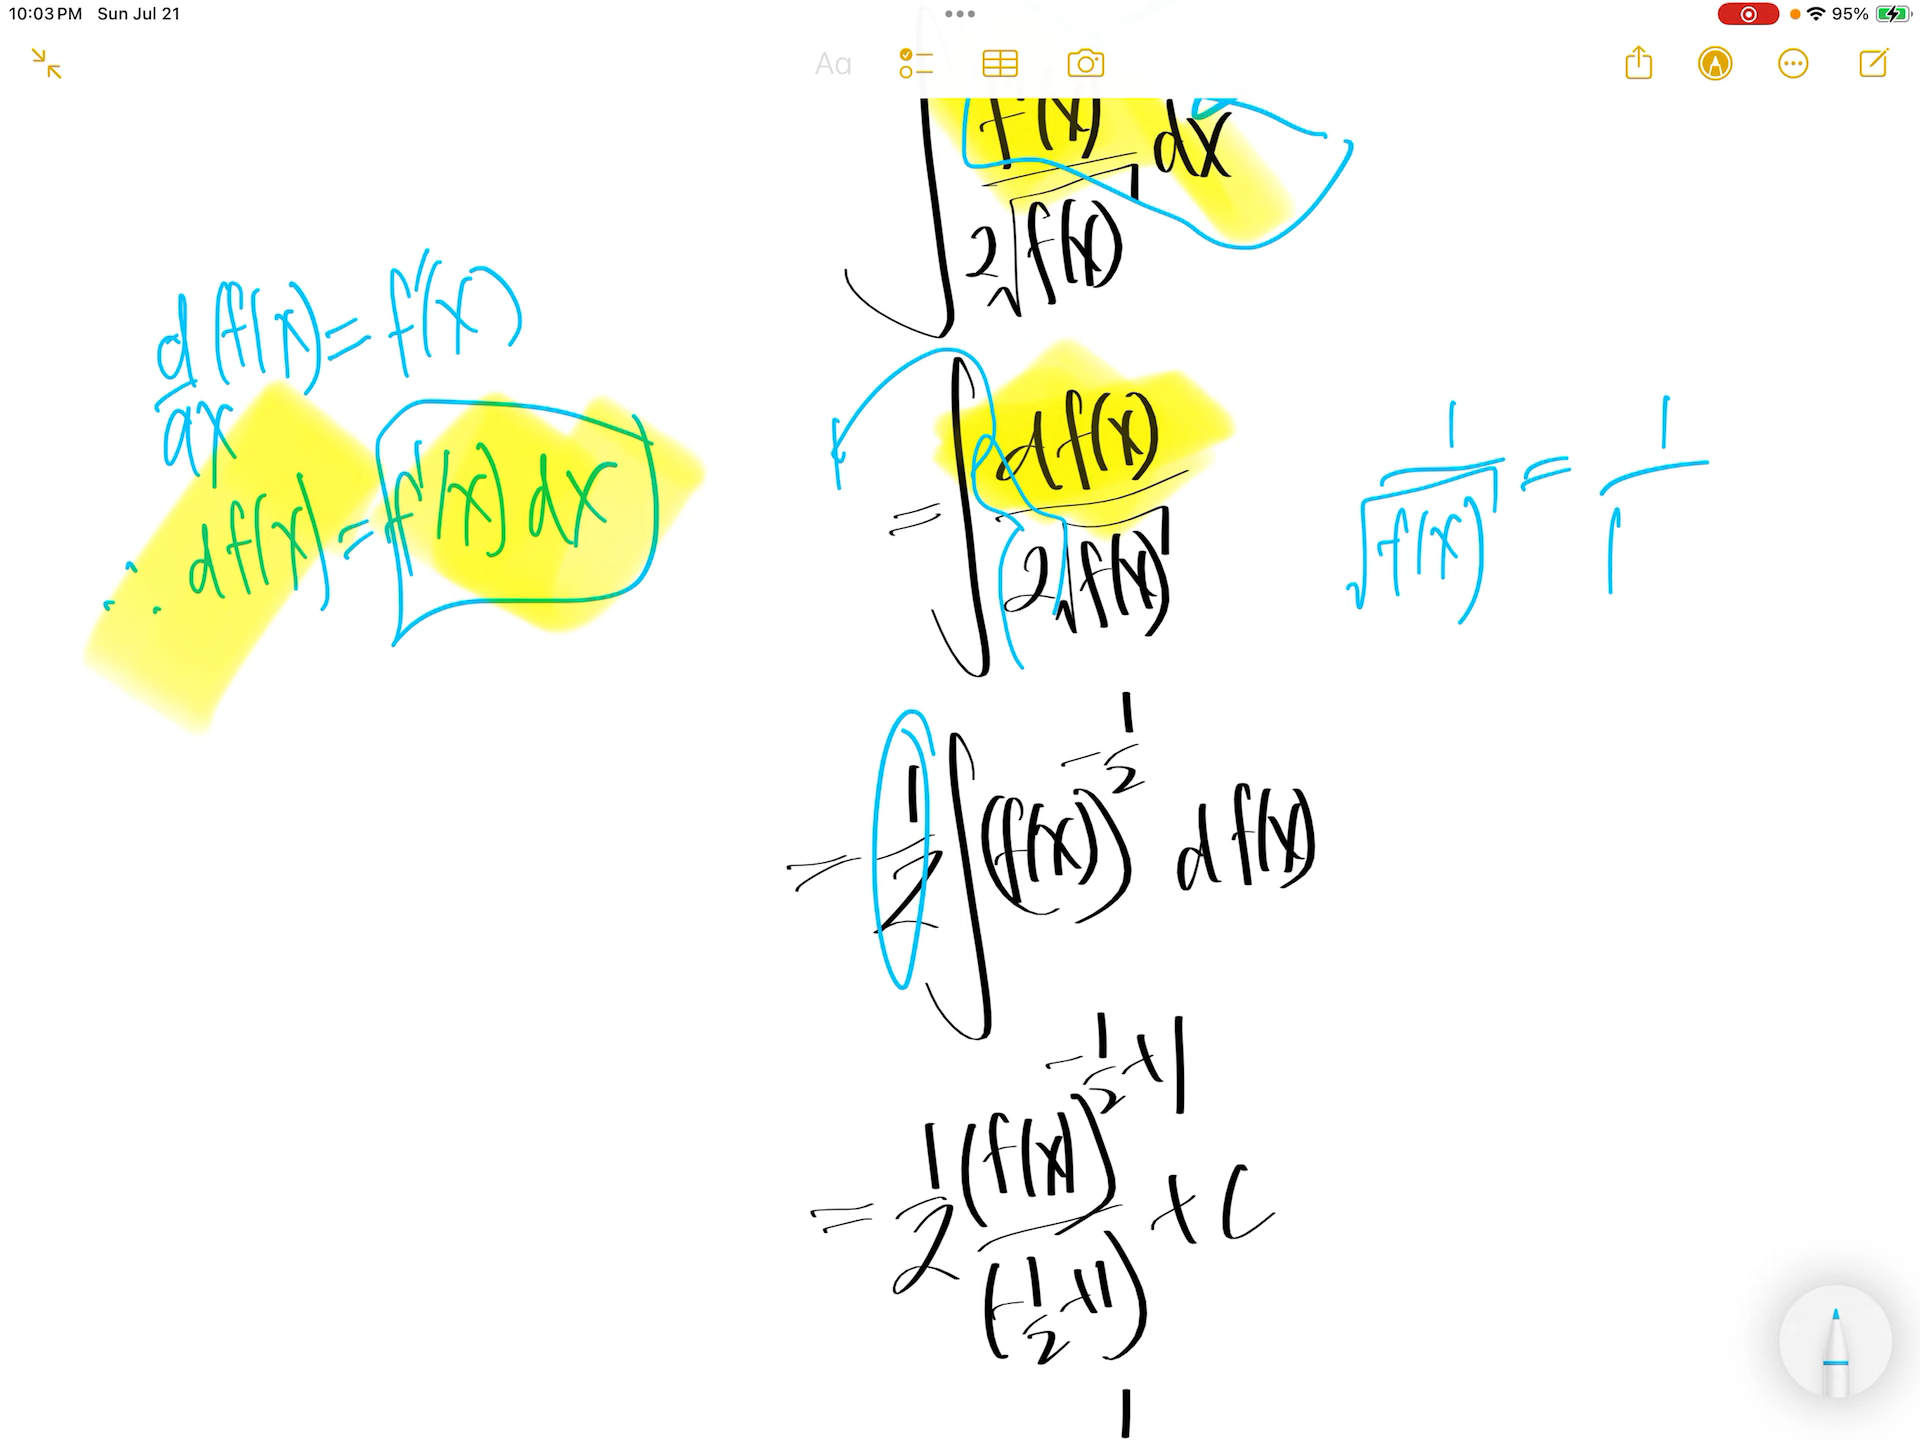 10:03 PM Sun Jul 21
95%
Aa
∫ f'(x) / 2√f(x) dx
d/dx f(x) = f'(x)
∴ df(x) = f'(x) dx
= ∫ df(x) / 2√f(x)
1/√f(x) = 1/(
= 1/2 ∫ (f(x))^(-1/2) df(x)
= 1/2 (f(x))^(-1/2+1) / (-1/2+1) + C
1